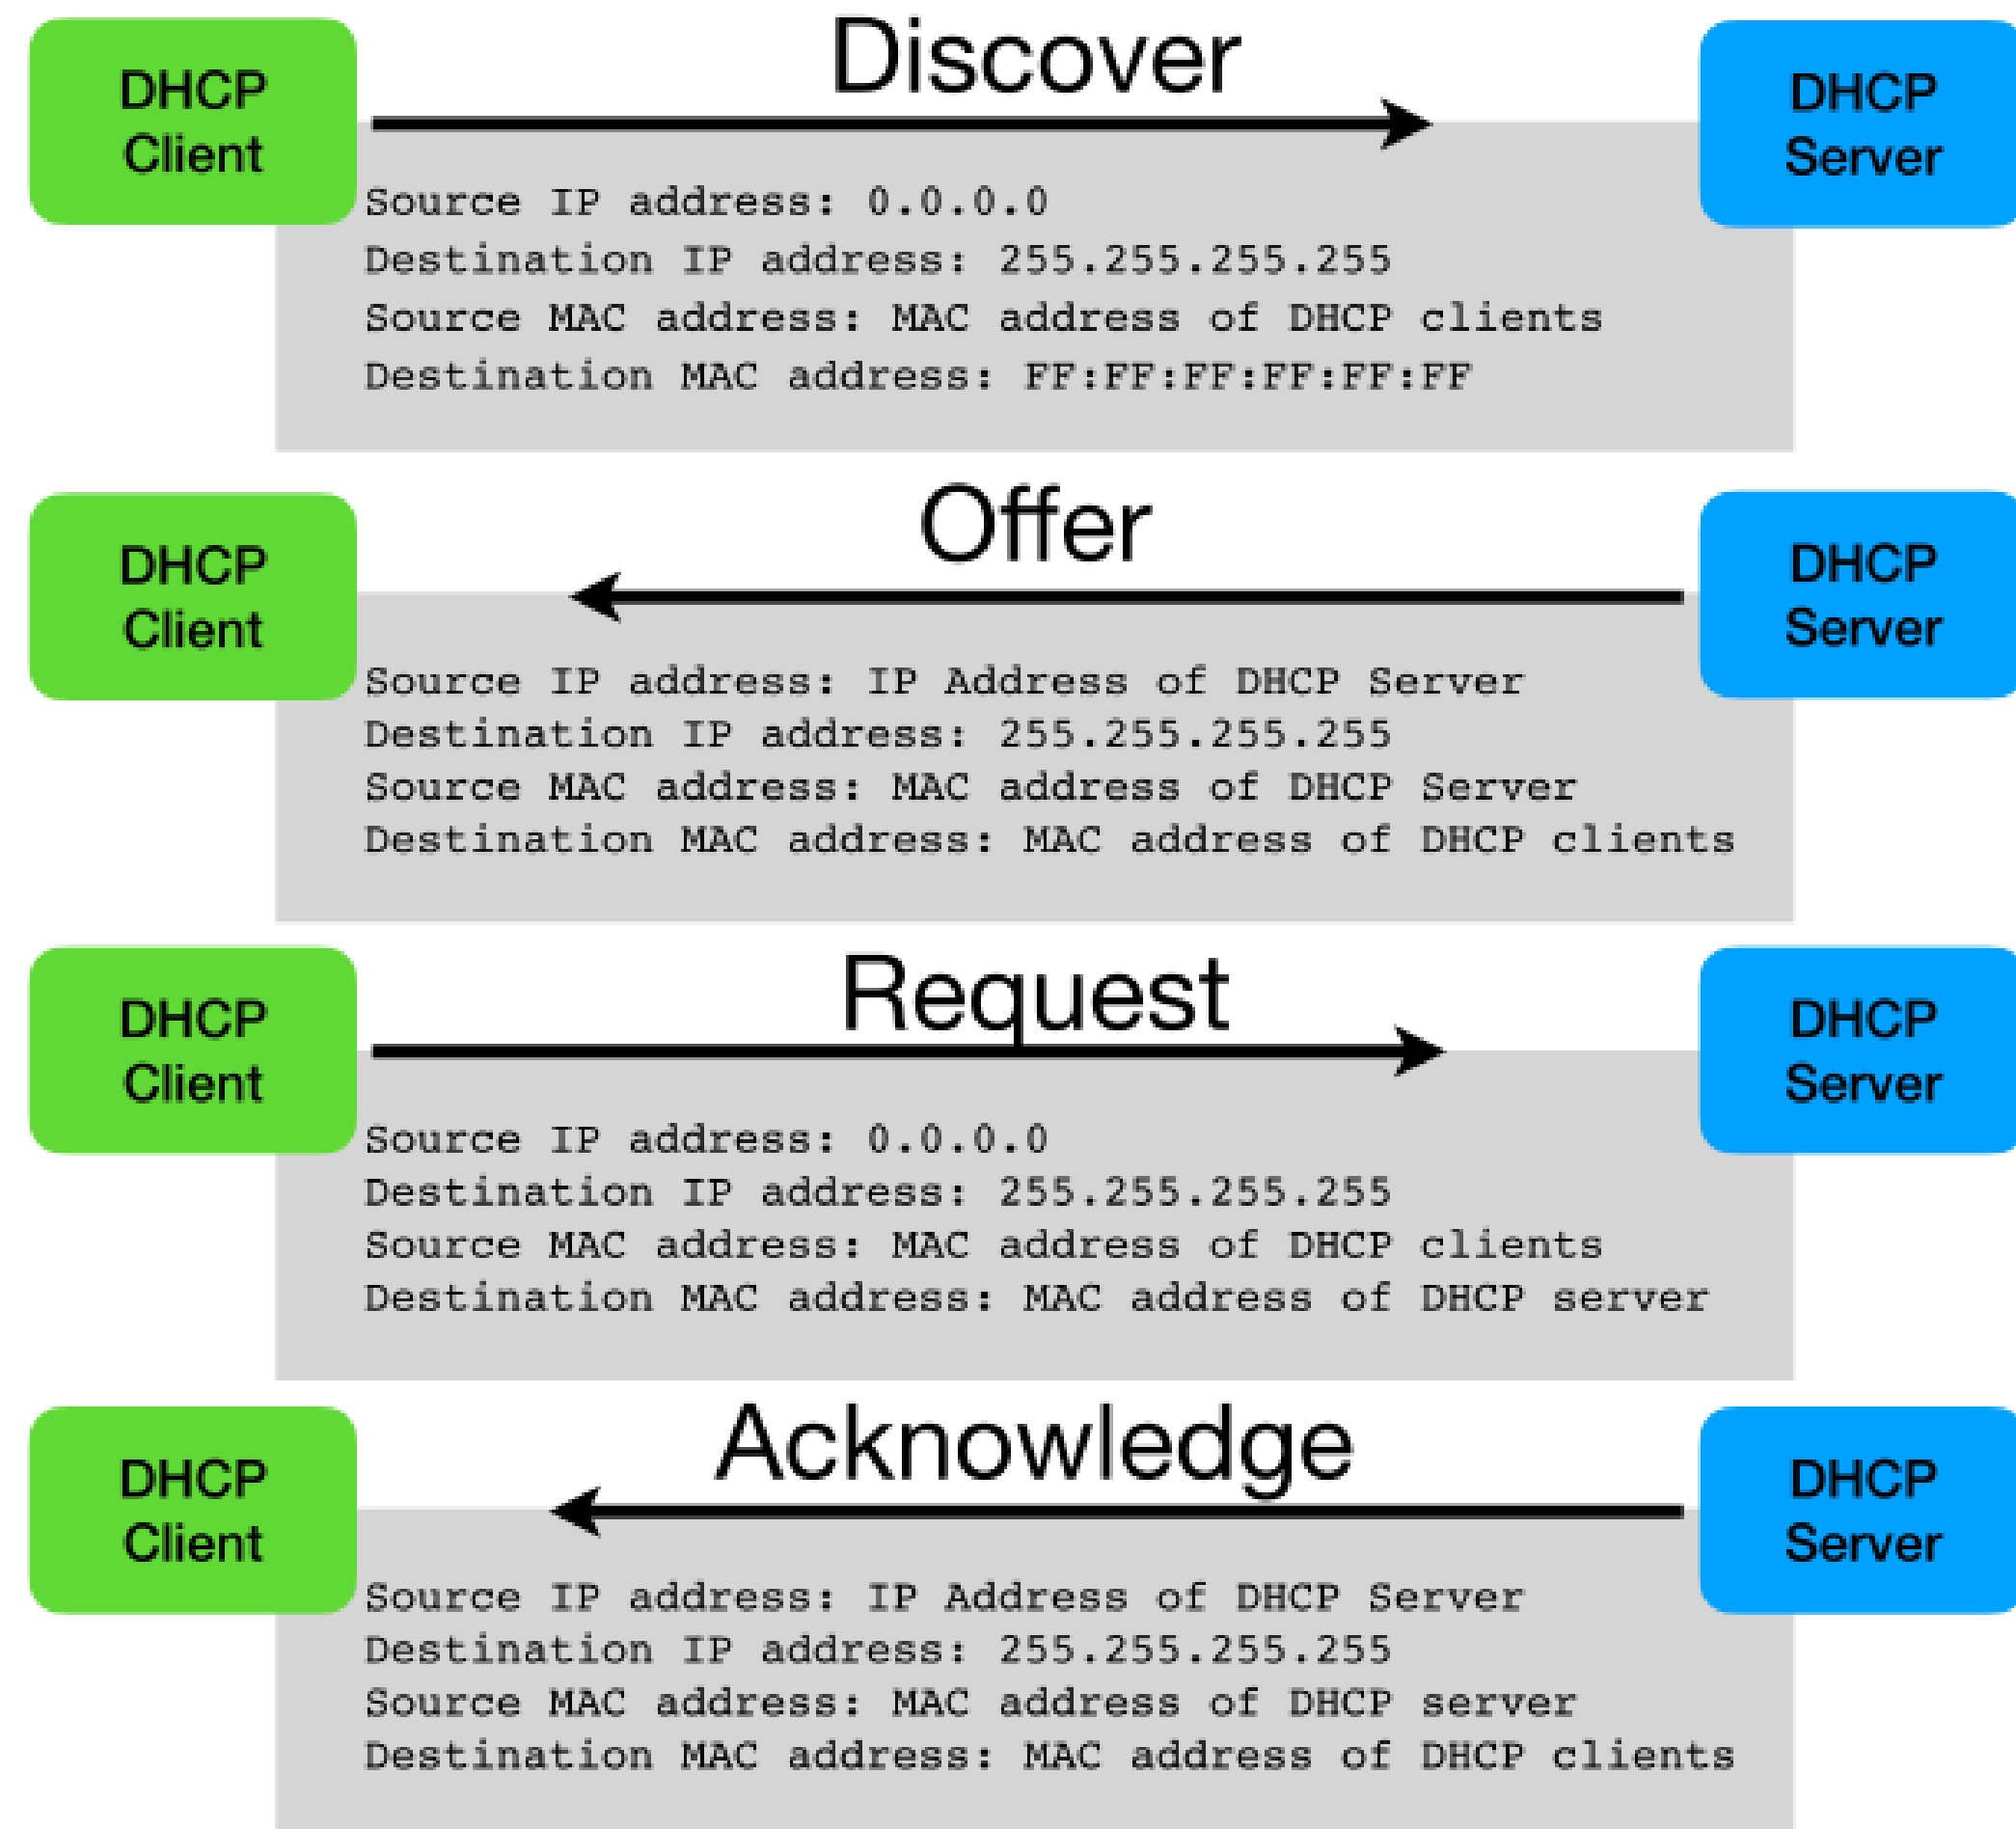 Discover
DHCP
Client
DHCP
Server
Source IP address: 0.0.0.0
Destination IP address: 255.255.255.255
Source MAC address: MAC address of DHCP clients
Destination MAC address: FF:FF:FF:FF:FF:FF
Offer
DHCP
Client
DHCP
Server
Source IP address: IP Address of DHCP Server
Destination IP address: 255.255.255.255
Source MAC address: MAC address of DHCP Server
Destination MAC address: MAC address of DHCP clients
Request
DHCP
Client
DHCP
Server
Source IP address: 0.0.0.0
Destination IP address: 255.255.255.255
Source MAC address: MAC address of DHCP clients
Destination MAC address: MAC address of DHCP server
Acknowledge
DHCP
Client
DHCP
Server
Source IP address: IP Address of DHCP Server
Destination IP address: 255.255.255.255
Source MAC address: MAC address of DHCP server
Destination MAC address: MAC address of DHCP clients